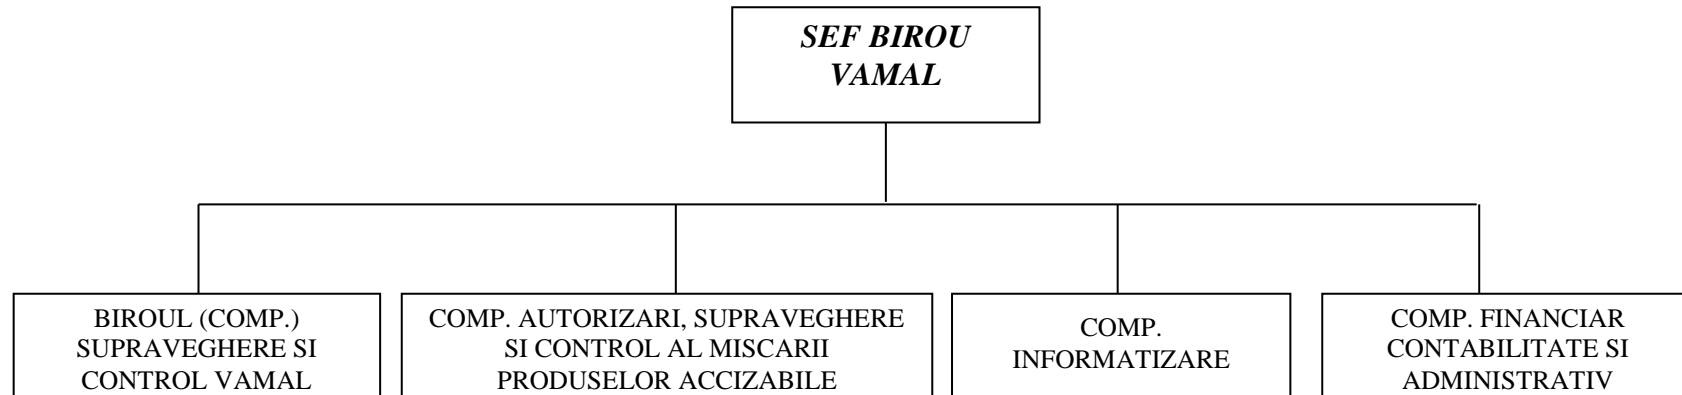 SEF BIROU
VAMAL
BIROUL (COMP.)
SUPRAVEGHERE SI
CONTROL VAMAL
COMP. AUTORIZARI, SUPRAVEGHERE
SI CONTROL AL MISCARII
PRODUSELOR ACCIZABILE
COMP.
INFORMATIZARE
COMP. FINANCIAR
CONTABILITATE SI
ADMINISTRATIV